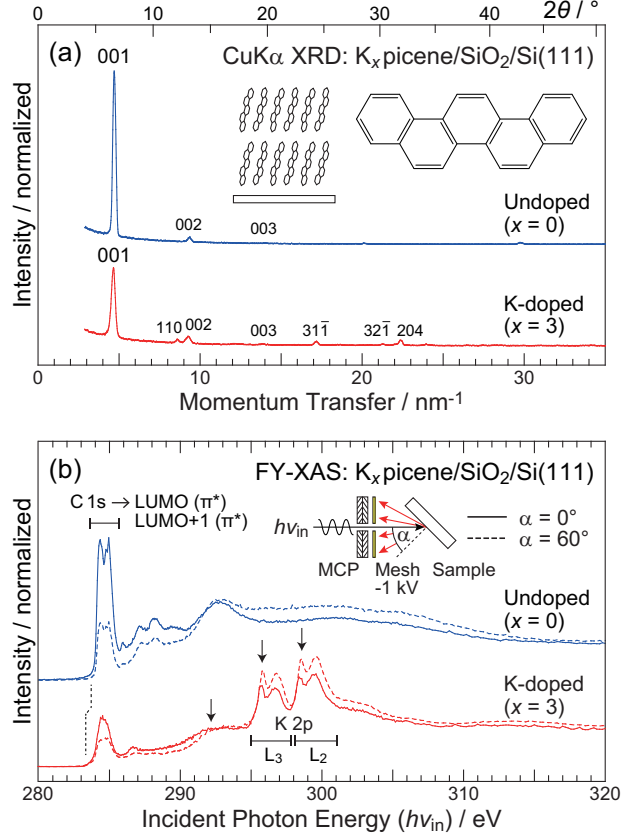 0 10 20 30 40 2θ / °
(a) CuKα XRD: Kₓpicene/SiO₂/Si(111)
001
Undoped
(x = 0)
002 003
001
K-doped
(x = 3)
110 002 003 311̄ 321̄ 204
Intensity / normalized
0 10 20 30
Momentum Transfer / nm⁻¹
(b) FY-XAS: Kₓpicene/SiO₂/Si(111)
C 1s → LUMO (π*)
LUMO+1 (π*)
hνin α
α = 0°
α = 60°
MCP Mesh Sample
-1 kV
Undoped
(x = 0)
K-doped
(x = 3)
K 2p
L₃ L₂
Intensity / normalized
280 290 300 310 320
Incident Photon Energy (hνin) / eV